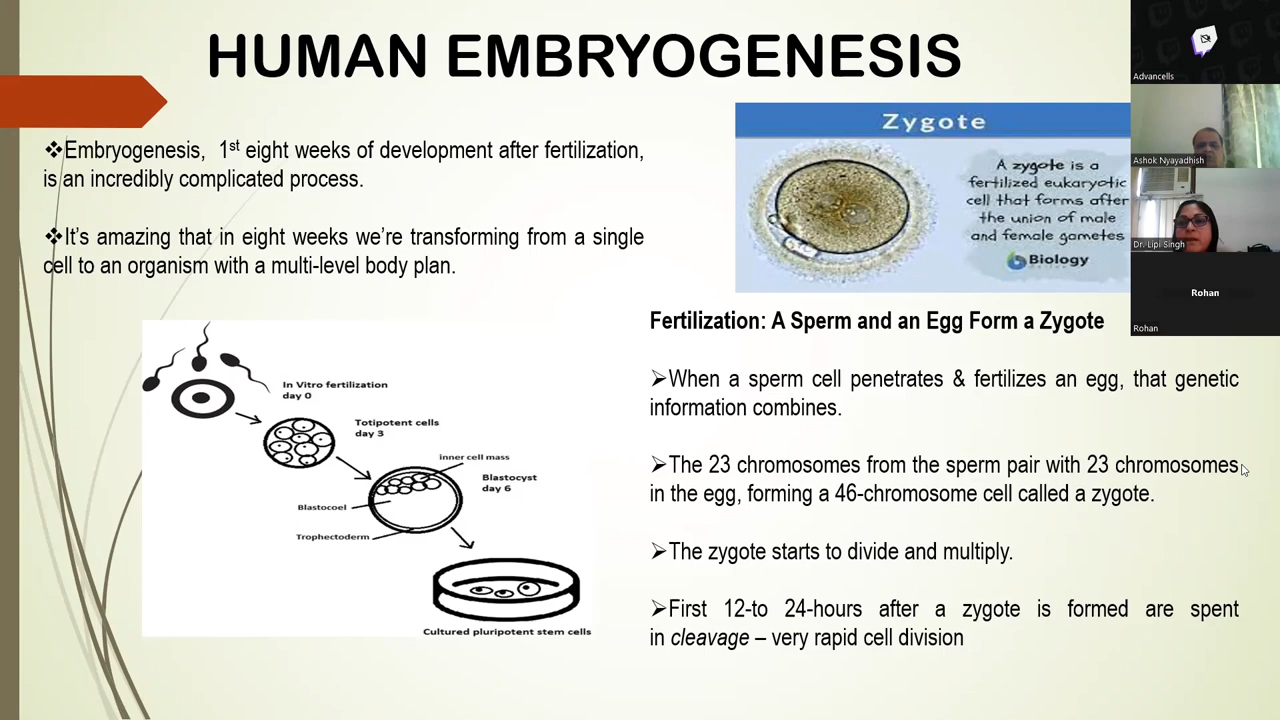 HUMAN EMBRYOGENESIS
❖Embryogenesis, 1st eight weeks of development after fertilization,
is an incredibly complicated process.
❖It's amazing that in eight weeks we're transforming from a single
cell to an organism with a multi-level body plan.
In Vitro fertilization
day 0
Totipotent cells
day 3
inner cell mass
Blastocyst
day 6
Blastocoel
Trophectoderm
Cultured pluripotent stem cells
Zygote
A zygote is a
fertilized eukaryotic
cell that forms after
the union of male
and female gametes
Biology
Fertilization: A Sperm and an Egg Form a Zygote
➢When a sperm cell penetrates & fertilizes an egg, that genetic
information combines.
➢The 23 chromosomes from the sperm pair with 23 chromosomes
in the egg, forming a 46-chromosome cell called a zygote.
➢The zygote starts to divide and multiply.
➢First 12-to 24-hours after a zygote is formed are spent
in cleavage – very rapid cell division
Advancells
Ashok Nyayadhish
Dr. Lipi Singh
Rohan
Rohan